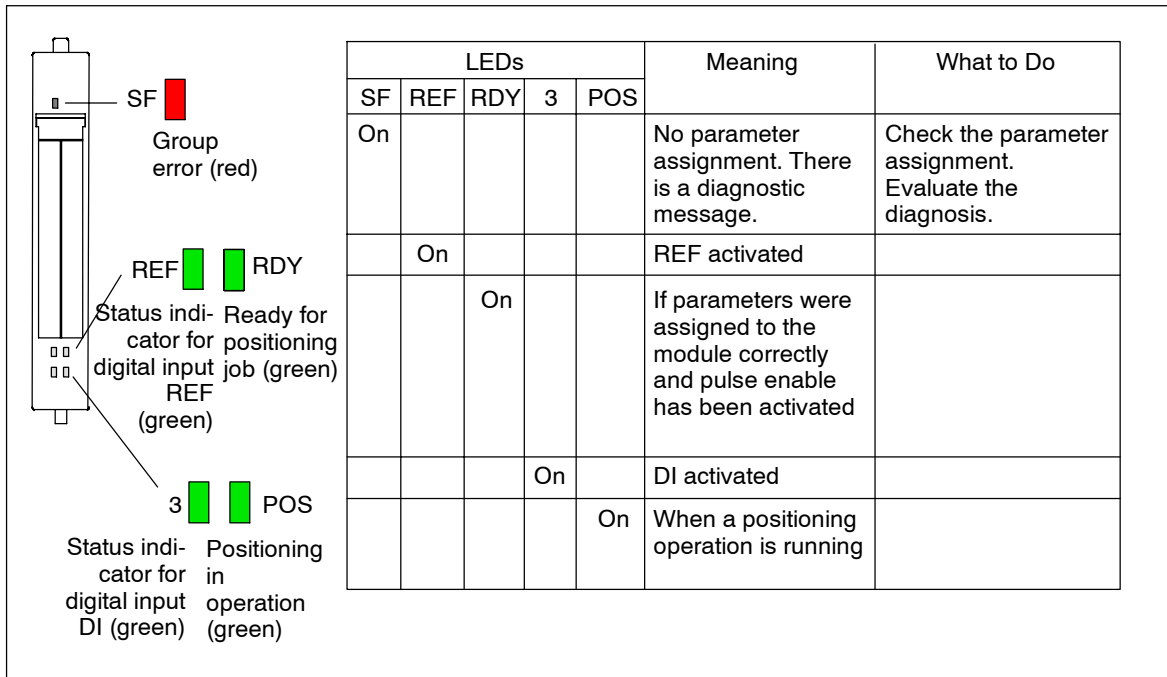 SF
Group
error (red)
REF
RDY
Status indi-
cator for
digital input
REF
(green)
Ready for
positioning
job (green)
3
POS
Status indi-
cator for
digital input
DI (green)
Positioning
in
operation
(green)
LEDs
Meaning
What to Do
SF REF RDY 3 POS
On
No parameter
assignment. There
is a diagnostic
message.
Check the parameter
assignment.
Evaluate the
diagnosis.
On
REF activated
On
If parameters were
assigned to the
module correctly
and pulse enable
has been activated
On
DI activated
On
When a positioning
operation is running